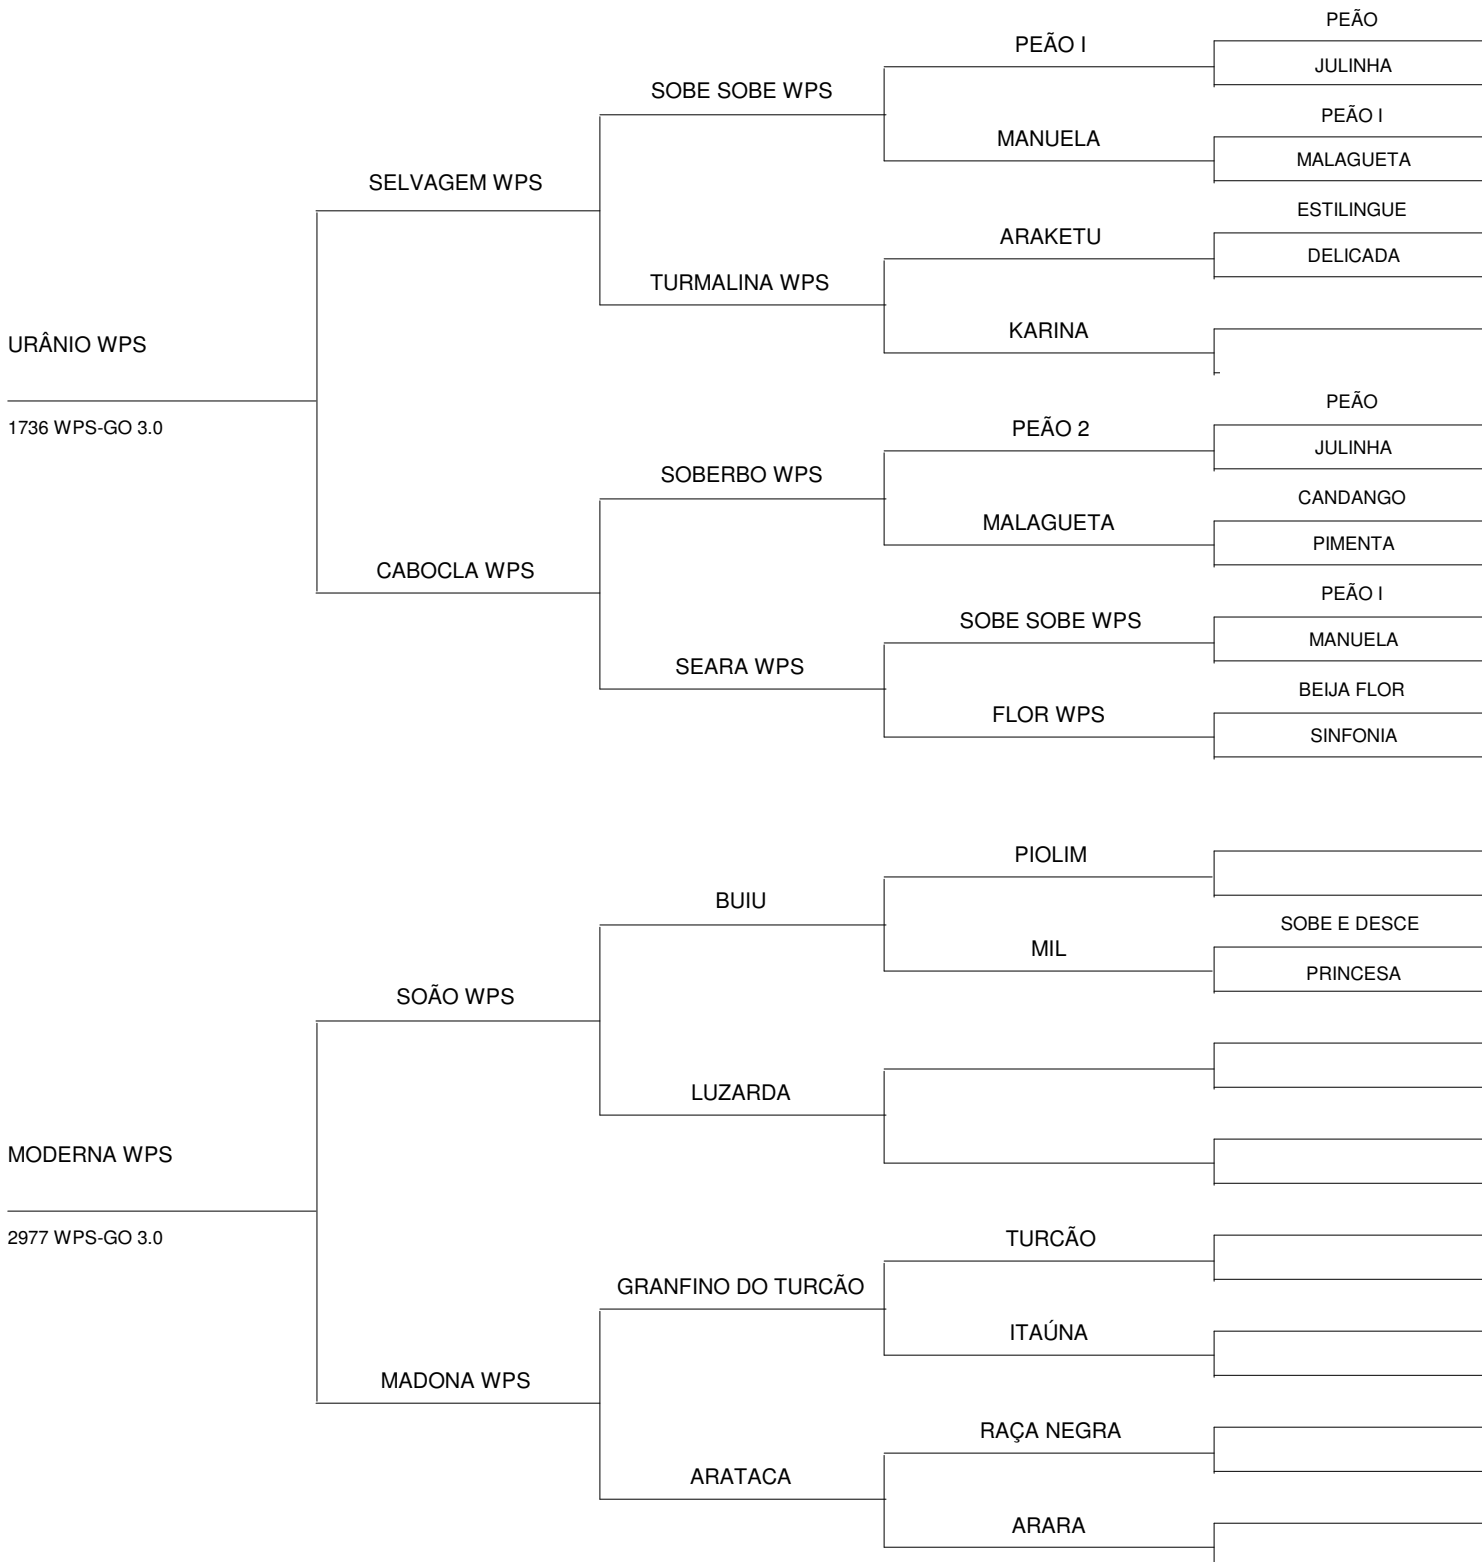 PEÃO
PEÃO I
JULINHA
SOBE SOBE WPS
PEÃO I
MANUELA
MALAGUETA
SELVAGEM WPS
ESTILINGUE
ARAKETU
DELICADA
TURMALINA WPS
KARINA
URÂNIO WPS
PEÃO
1736 WPS-GO 3.0
PEÃO 2
JULINHA
SOBERBO WPS
CANDANGO
MALAGUETA
PIMENTA
CABOCLA WPS
PEÃO I
SOBE SOBE WPS
MANUELA
SEARA WPS
BEIJA FLOR
FLOR WPS
SINFONIA
PIOLIM
BUIU
SOBE E DESCE
MIL
PRINCESA
SOÃO WPS
LUZARDA
MODERNA WPS
2977 WPS-GO 3.0
TURCÃO
GRANFINO DO TURCÃO
ITAÚNA
MADONA WPS
RAÇA NEGRA
ARATACA
ARARA